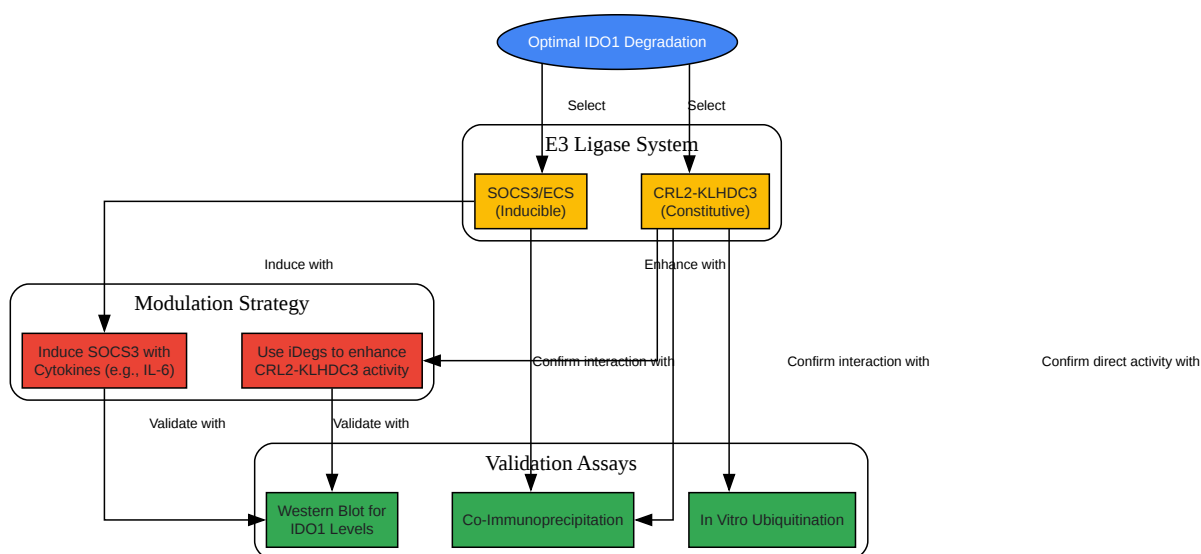 Optimal IDO1 Degradation
Select
Select
E3 Ligase System
SOCS3/ECS
(Inducible)
CRL2-KLHDC3
(Constitutive)
Induce with
Enhance with
Modulation Strategy
Induce SOCS3 with
Cytokines (e.g., IL-6)
Use iDegs to enhance
CRL2-KLHDC3 activity
Confirm interaction with
Confirm interaction with
Confirm direct activity with
Validate with
Validate with
Validation Assays
Western Blot for
IDO1 Levels
Co-Immunoprecipitation
In Vitro Ubiquitination